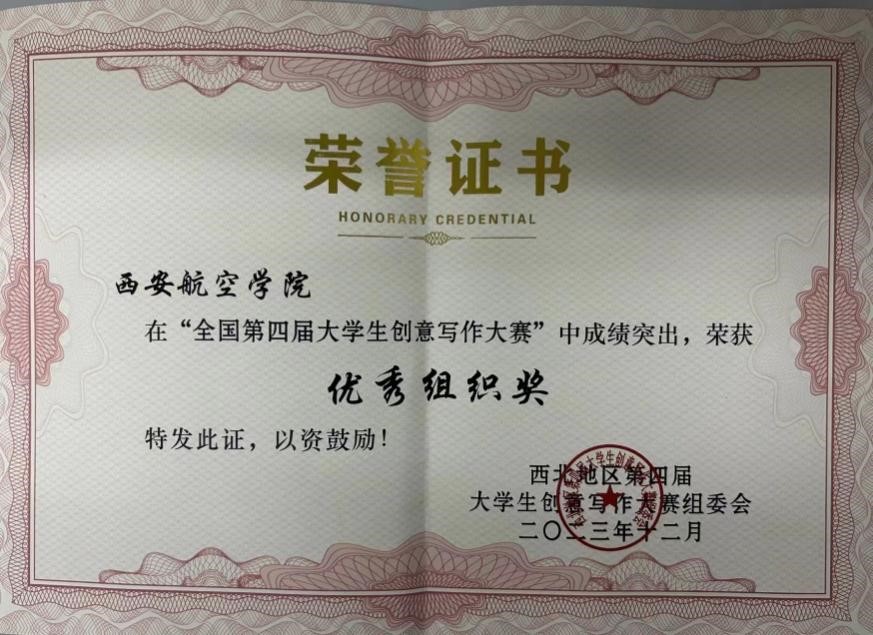 荣誉证书
HONORARY CREDENTIAL
西安航空学院
在“全国第四届大学生创意写作大赛”中成绩突出，荣获
优秀组织奖
特发此证，以资鼓励！
西北地区第四届
大学生创意写作大赛组委会
二〇二三年十二月